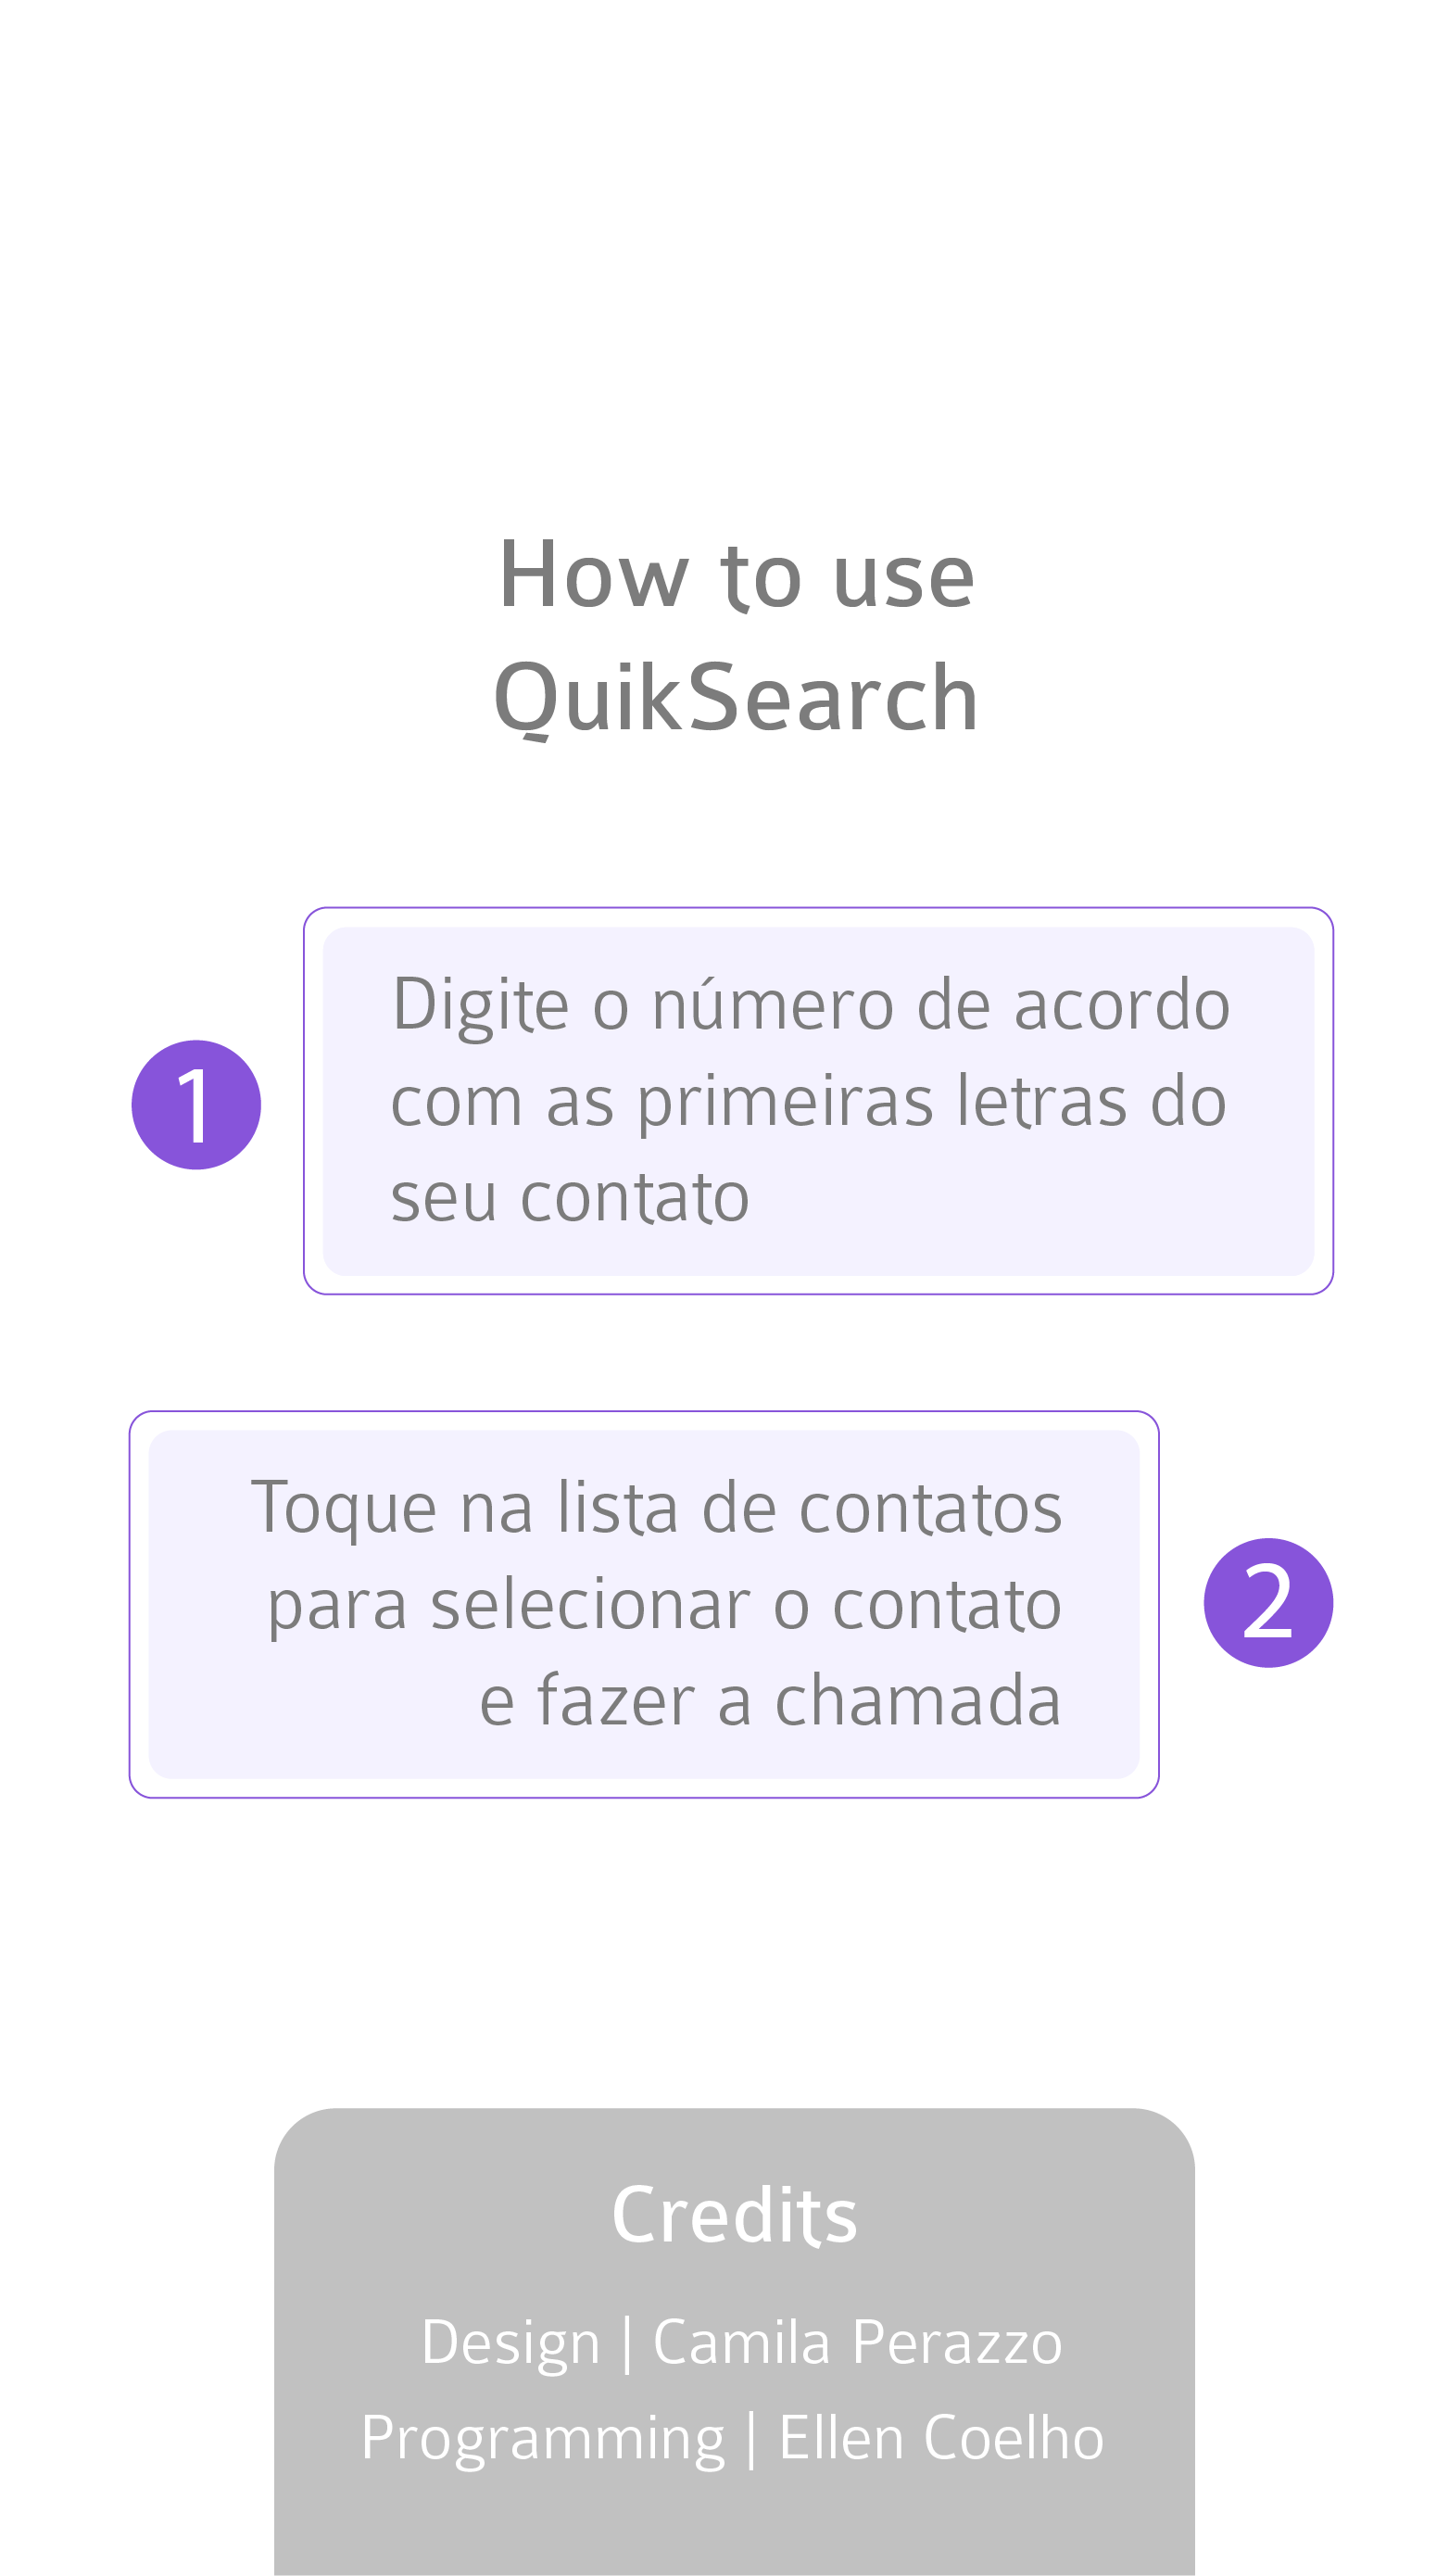 How to use
QuikSearch
1
Digite o número de acordo
com as primeiras letras do
seu contato
Toque na lista de contatos
para selecionar o contato
e fazer a chamada
2
Credits
Design | Camila Perazzo
Programming | Ellen Coelho